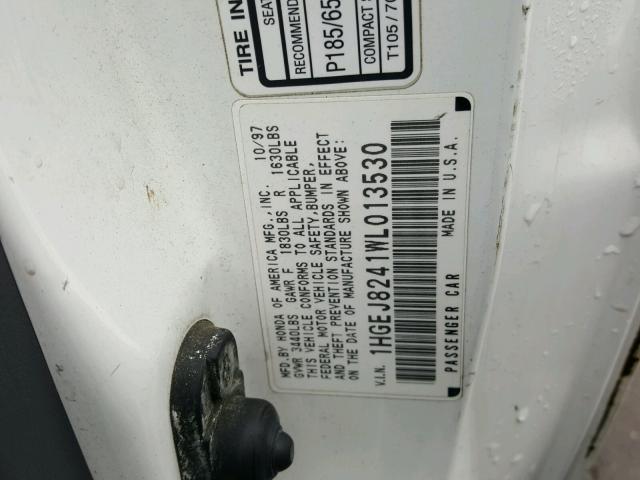 TIRE IN
SEAT
RECOMMEND
P185/65
COMPACT S
T105/70
MFD.BY HONDA OF AMERICA MFG.,INC. 10/97
GVWR 3440LBS GAWR F 1830LBS R 1630LBS
THIS VEHICLE CONFORMS TO ALL APPLICABLE
FEDERAL MOTOR VEHICLE SAFETY,BUMPER,
AND THEFT PREVENTION STANDARDS IN EFFECT
ON THE DATE OF MANUFACTURE SHOWN ABOVE:
V.I.N. 1HGEJ8241WL013530
PASSENGER CAR MADE IN U.S.A.